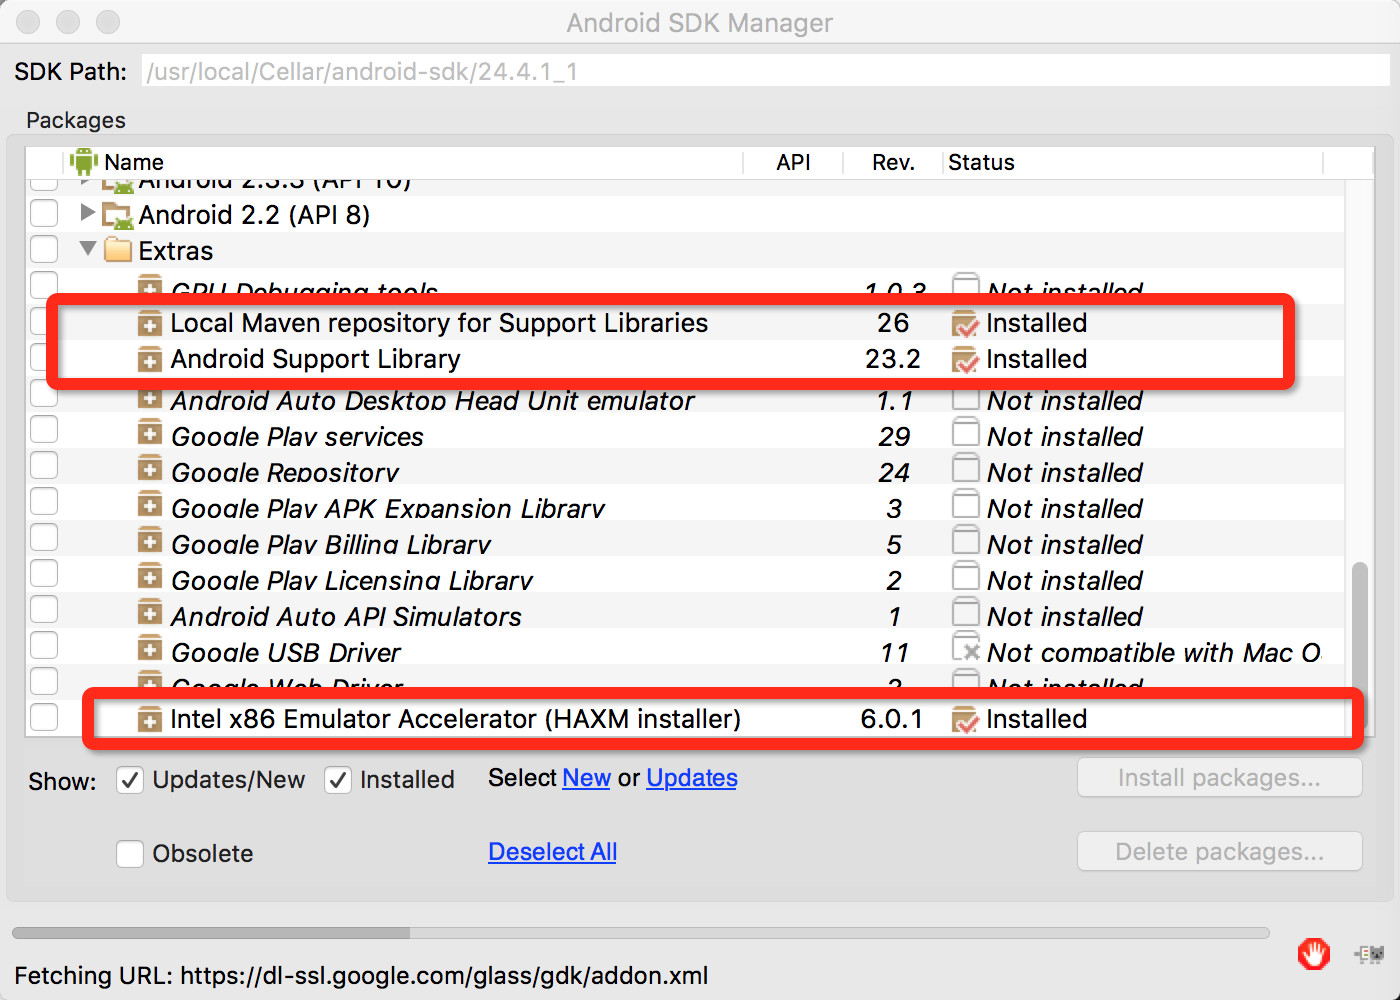 Android SDK Manager
SDK Path: /usr/local/Cellar/android-sdk/24.4.1_1
Packages
Name API Rev. Status
Android 2.3.3 (API 10)
Android 2.2 (API 8)
Extras
GPU Debugging tools 1.0.3 Not installed
Local Maven repository for Support Libraries 26 Installed
Android Support Library 23.2 Installed
Android Auto Desktop Head Unit emulator 1.1 Not installed
Google Play services 29 Not installed
Google Repository 24 Not installed
Google Play APK Expansion Library 3 Not installed
Google Play Billing Library 5 Not installed
Google Play Licensing Library 2 Not installed
Android Auto API Simulators 1 Not installed
Google USB Driver 11 Not compatible with Mac O
Google Web Driver 2 Not installed
Intel x86 Emulator Accelerator (HAXM installer) 6.0.1 Installed
Show: Updates/New Installed Select New or Updates Install packages...
Obsolete Deselect All Delete packages...
Fetching URL: https://dl-ssl.google.com/glass/gdk/addon.xml